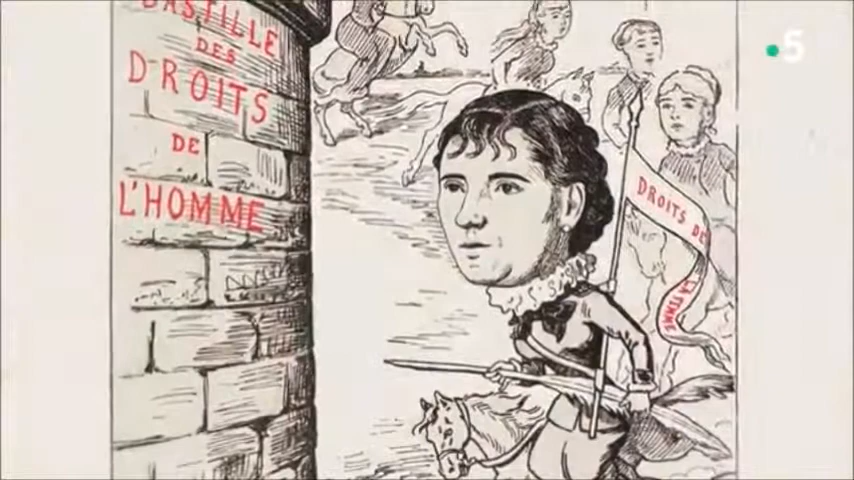 BASTILLE
DES
DROITS
DE
L'HOMME
DROITS DE
LA FEMME
5